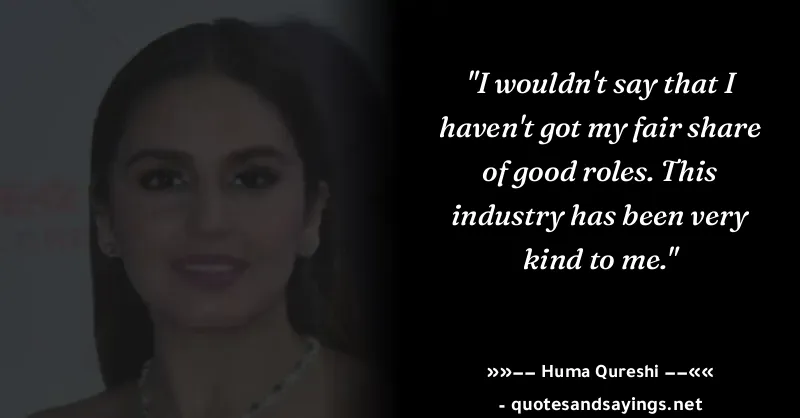 "I wouldn't say that I
haven't got my fair share
of good roles. This
industry has been very
kind to me."
»»−− Huma Qureshi −−««
- quotesandsayings.net